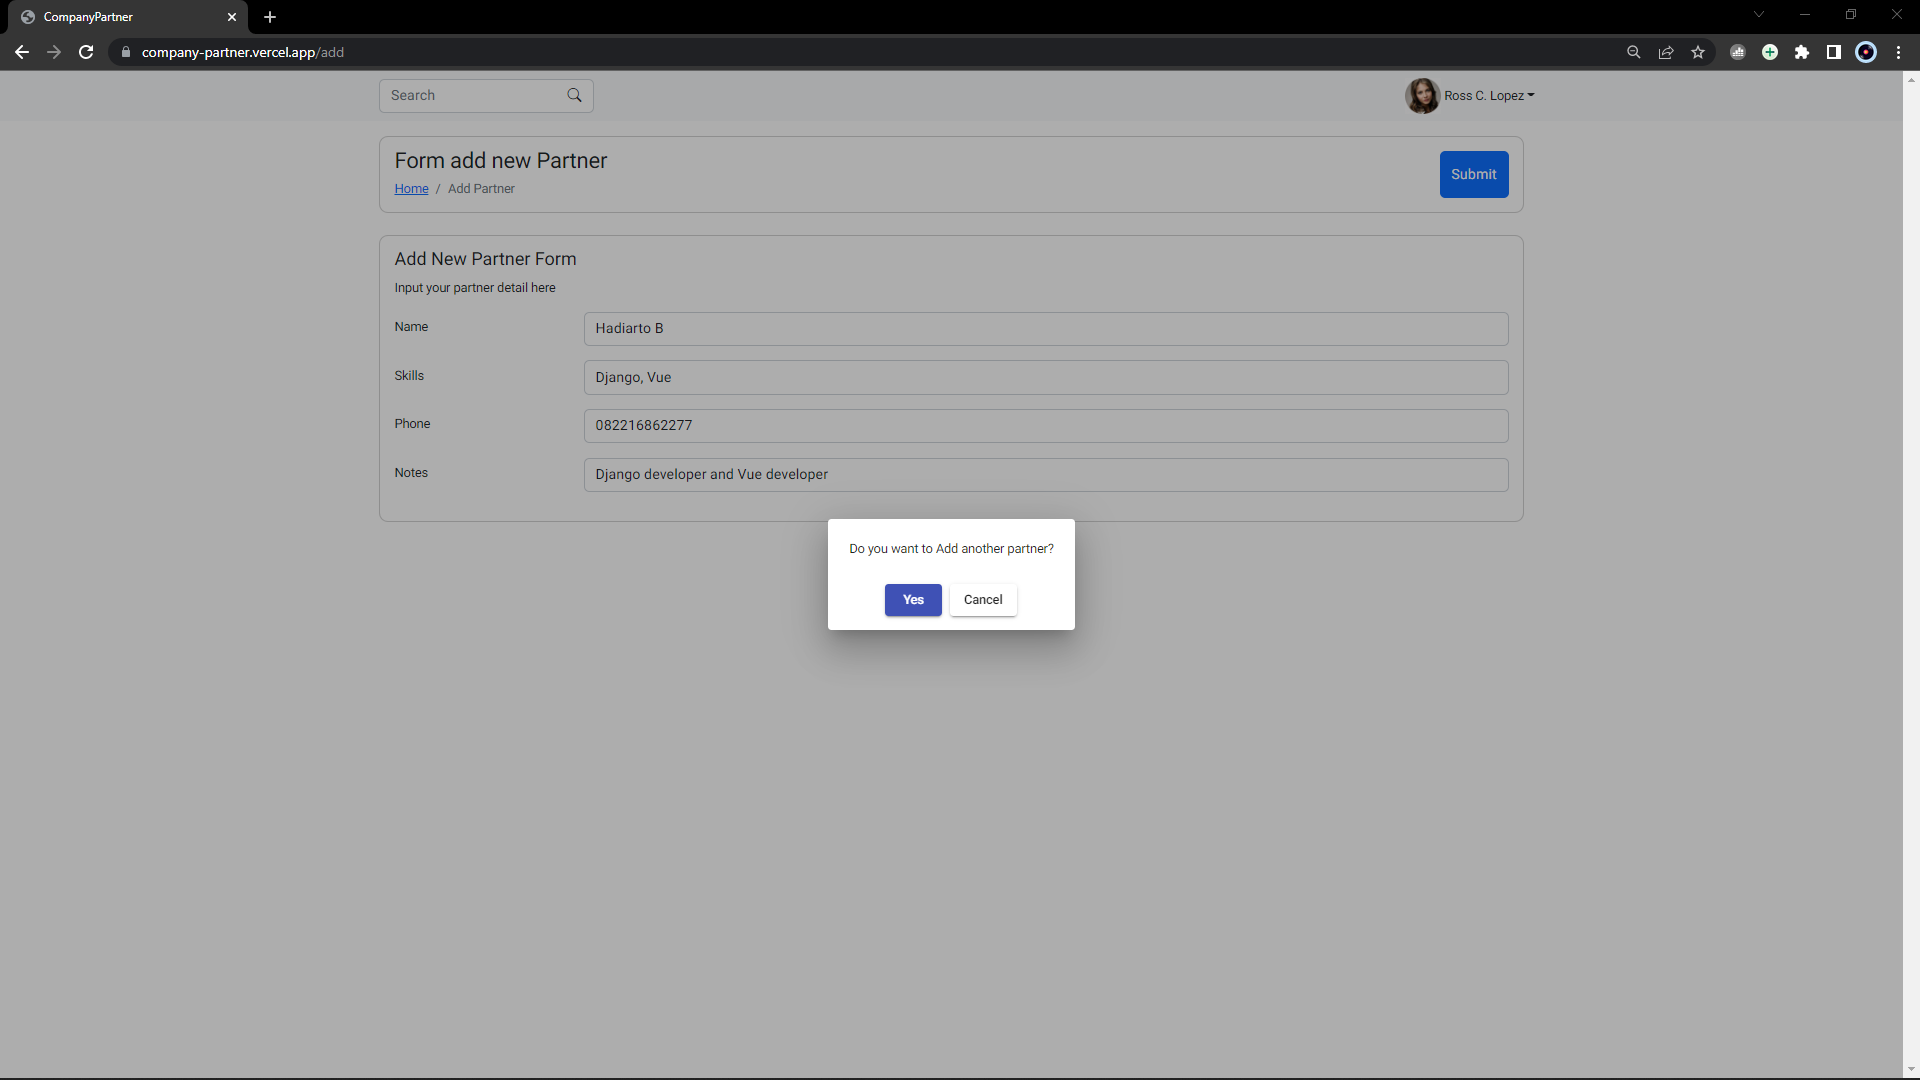 CompanyPartner
company-partner.vercel.app/add
Search
Ross C. Lopez
Form add new Partner
Home / Add Partner
Submit
Add New Partner Form
Input your partner detail here
Name
Hadiarto B
Skills
Django, Vue
Phone
082216862277
Notes
Django developer and Vue developer
Do you want to Add another partner?
Yes
Cancel